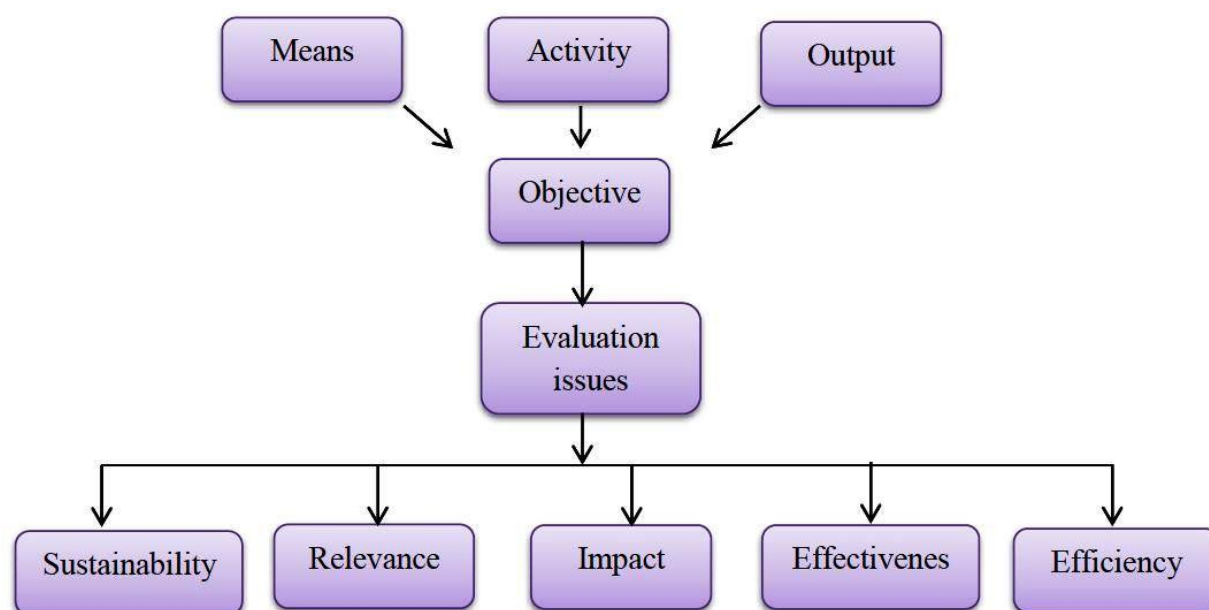 Means
Activity
Output
Objective
Evaluation
issues
Sustainability
Relevance
Impact
Effectivenes
Efficiency